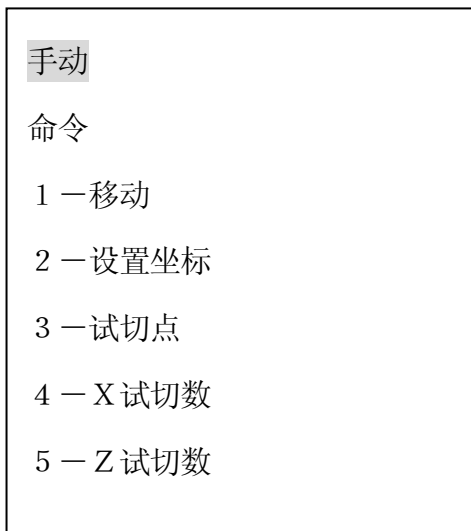 手动
命令
１－移动
２－设置坐标
３－试切点
４－Ｘ试切数
５－Ｚ试切数